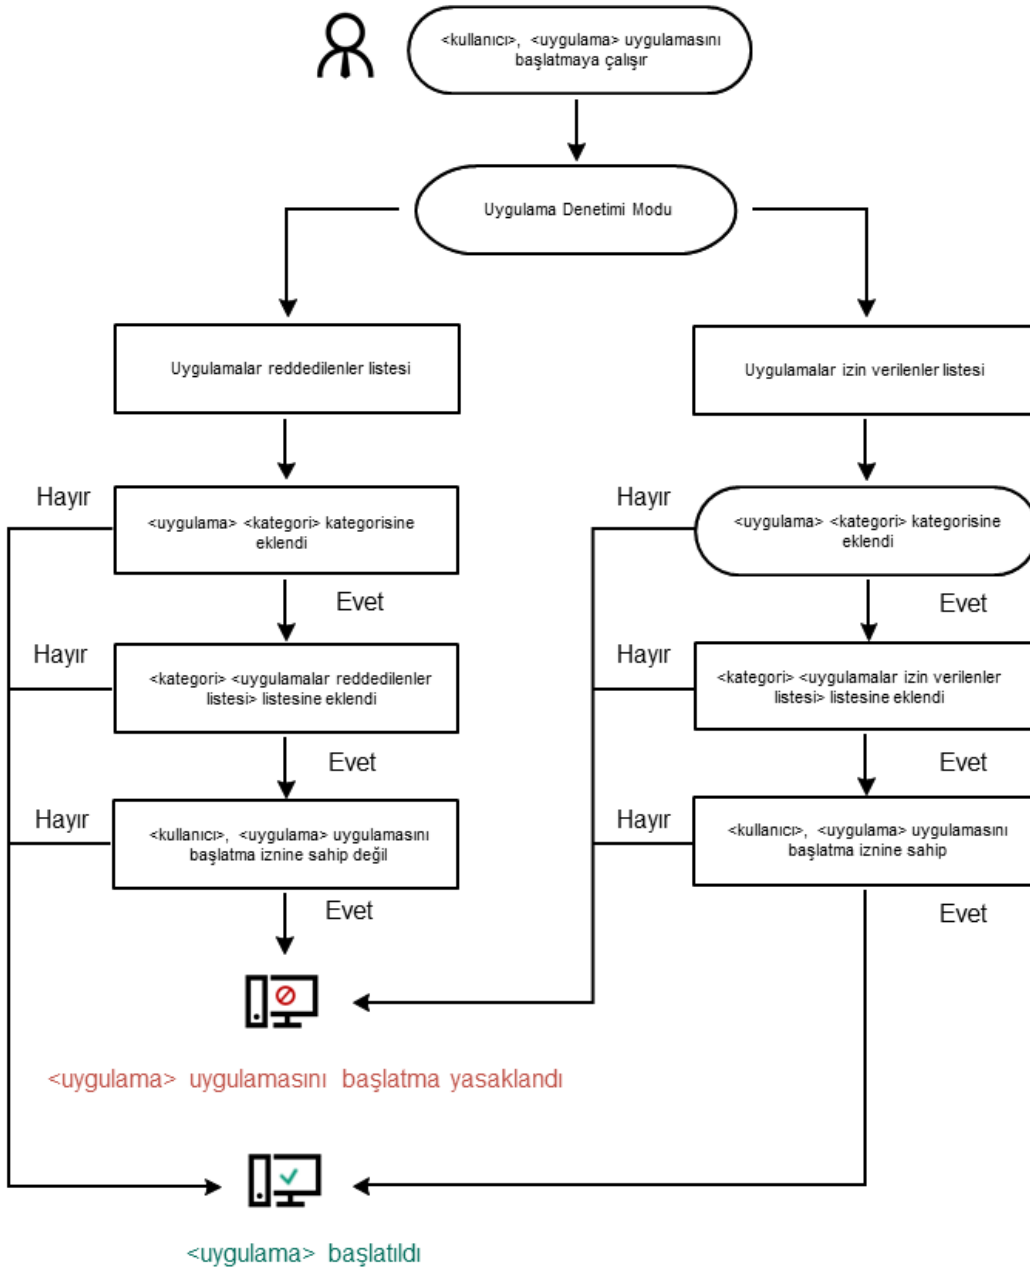 <kullanıcı>, <uygulama> uygulamasını
başlatmaya çalışır
Uygulama Denetimi Modu
Uygulamalar reddedilenler listesi
Uygulamalar izin verilenler listesi
Hayır
<uygulama> <kategori> kategorisine
eklendi
Hayır
<uygulama> <kategori> kategorisine
eklendi
Evet
Evet
Hayır
<kategori> <uygulamalar reddedilenler
listesi> listesine eklendi
Hayır
<kategori> <uygulamalar izin verilenler
listesi> listesine eklendi
Evet
Evet
Hayır
<kullanıcı>, <uygulama> uygulamasını
başlatma iznine sahip değil
Hayır
<kullanıcı>, <uygulama> uygulamasını
başlatma iznine sahip
Evet
Evet
<uygulama> uygulamasını başlatma yasaklandı
<uygulama> başlatıldı